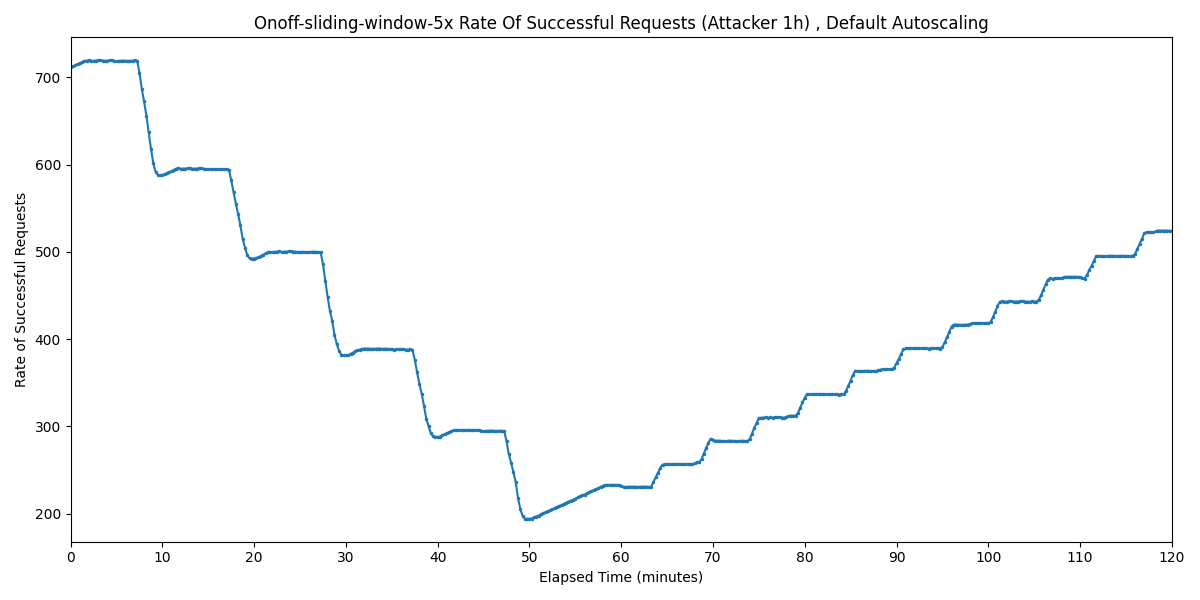 Onoff-sliding-window-5x Rate Of Successful Requests (Attacker 1h) , Default Autoscaling
Rate of Successful Requests
700
600
500
400
300
200
0 10 20 30 40 50 60 70 80 90 100 110 120
Elapsed Time (minutes)